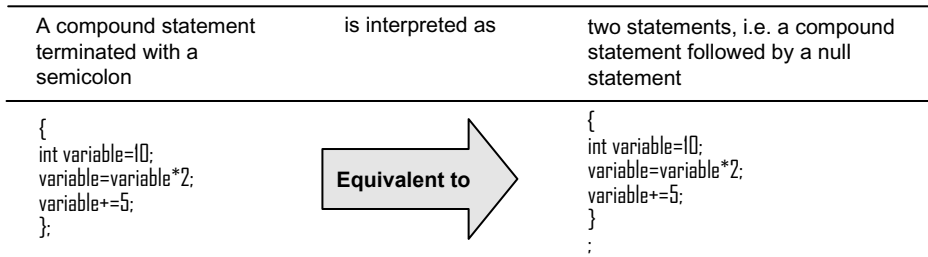 A compound statement
terminated with a
semicolon
is interpreted as
two statements, i.e. a compound
statement followed by a null
statement
{
int variable=10;
variable=variable*2;
variable+=5;
};
Equivalent to
{
int variable=10;
variable=variable*2;
variable+=5;
}
;